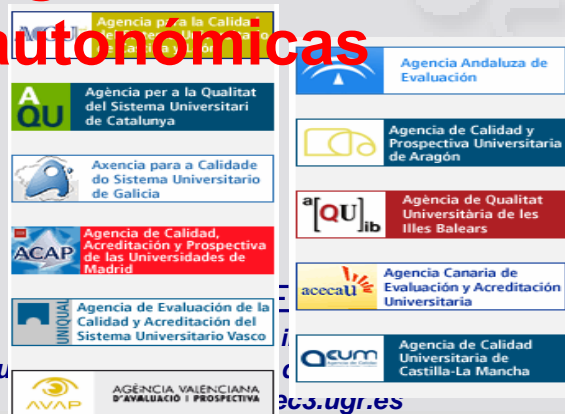 autonómicas
Agencia para la Calidad
AQU
Agència per a la Qualitat
del Sistema Universitari
de Catalunya
Axencia para a Calidade
do Sistema Universitario
de Galicia
ACAP
Agencia de Calidad,
Acreditación y Prospectiva
de las Universidades de
Madrid
UNIQUAL
Agencia de Evaluación de la
Calidad y Acreditación del
Sistema Universitario Vasco
AVAP
AGÈNCIA VALENCIANA
D'AVALUACIÓ I PROSPECTIVA
Agencia Andaluza de
Evaluación
Agencia de Calidad y
Prospectiva Universitaria
de Aragón
a[QU]ib
Agència de Qualitat
Universitària de les
Illes Balears
acecau
Agencia Canaria de
Evaluación y Acreditación
Universitaria
acum
Agencia de Calidad
Universitaria de
Castilla-La Mancha
ec3.ugr.es